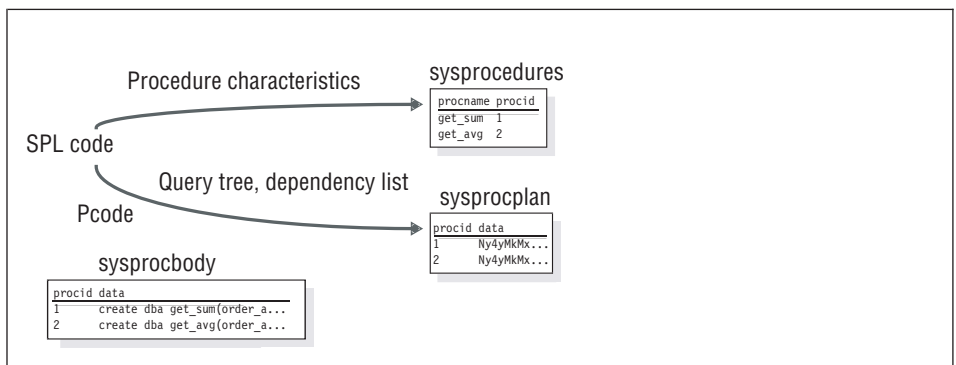 sysprocedures
Procedure characteristics
procname procid
get_sum 1
get_avg 2
SPL code
Query tree, dependency list
sysprocplan
Pcode
procid data
1 Ny4yMkMx...
2 Ny4yMkMx...
sysprocbody
procid data
1 create dba get_sum(order_a...
2 create dba get_avg(order_a...